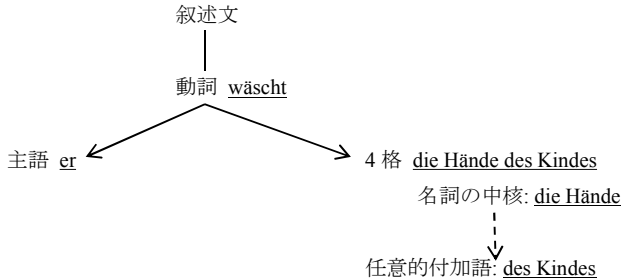 叙述文
動詞 wäscht
主語 er
4 格 die Hände des Kindes
名詞の中核: die Hände
任意的付加語: des Kindes